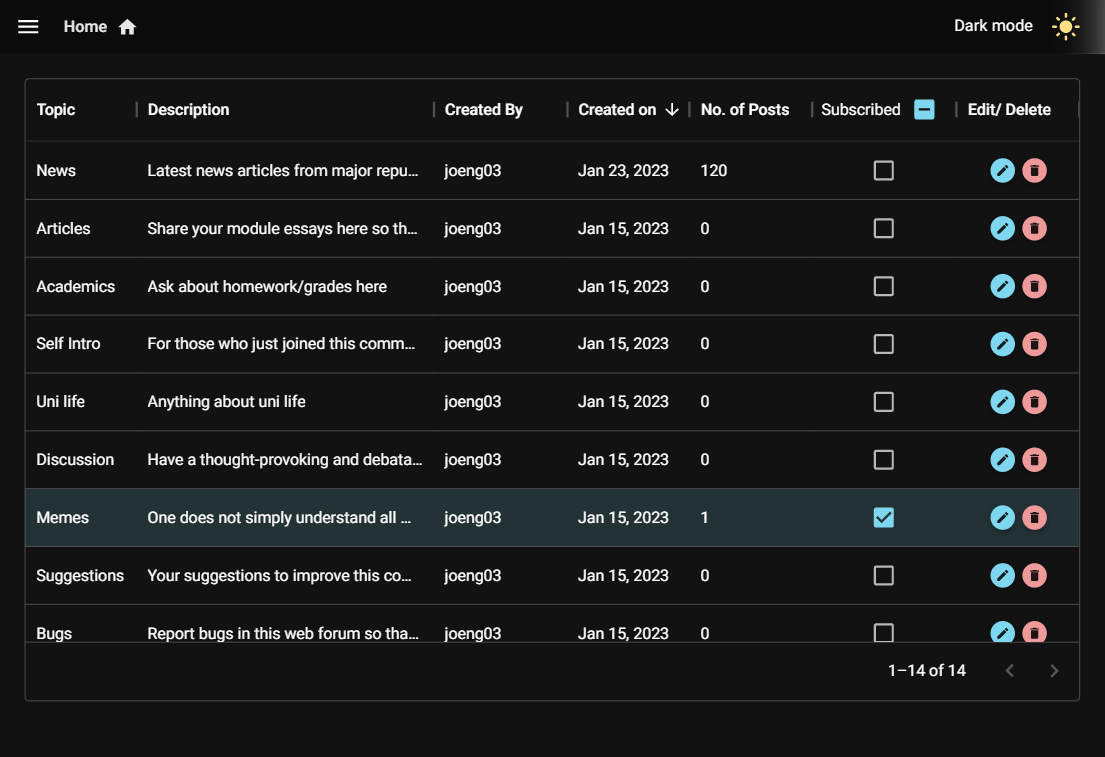 Home
Dark mode
Topic Description Created By Created on No. of Posts Subscribed Edit/ Delete
News Latest news articles from major repu... joeng03 Jan 23, 2023 120
Articles Share your module essays here so th... joeng03 Jan 15, 2023 0
Academics Ask about homework/grades here joeng03 Jan 15, 2023 0
Self Intro For those who just joined this comm... joeng03 Jan 15, 2023 0
Uni life Anything about uni life joeng03 Jan 15, 2023 0
Discussion Have a thought-provoking and debata... joeng03 Jan 15, 2023 0
Memes One does not simply understand all ... joeng03 Jan 15, 2023 1
Suggestions Your suggestions to improve this co... joeng03 Jan 15, 2023 0
Bugs Report bugs in this web forum so tha... joeng03 Jan 15, 2023 0
1–14 of 14